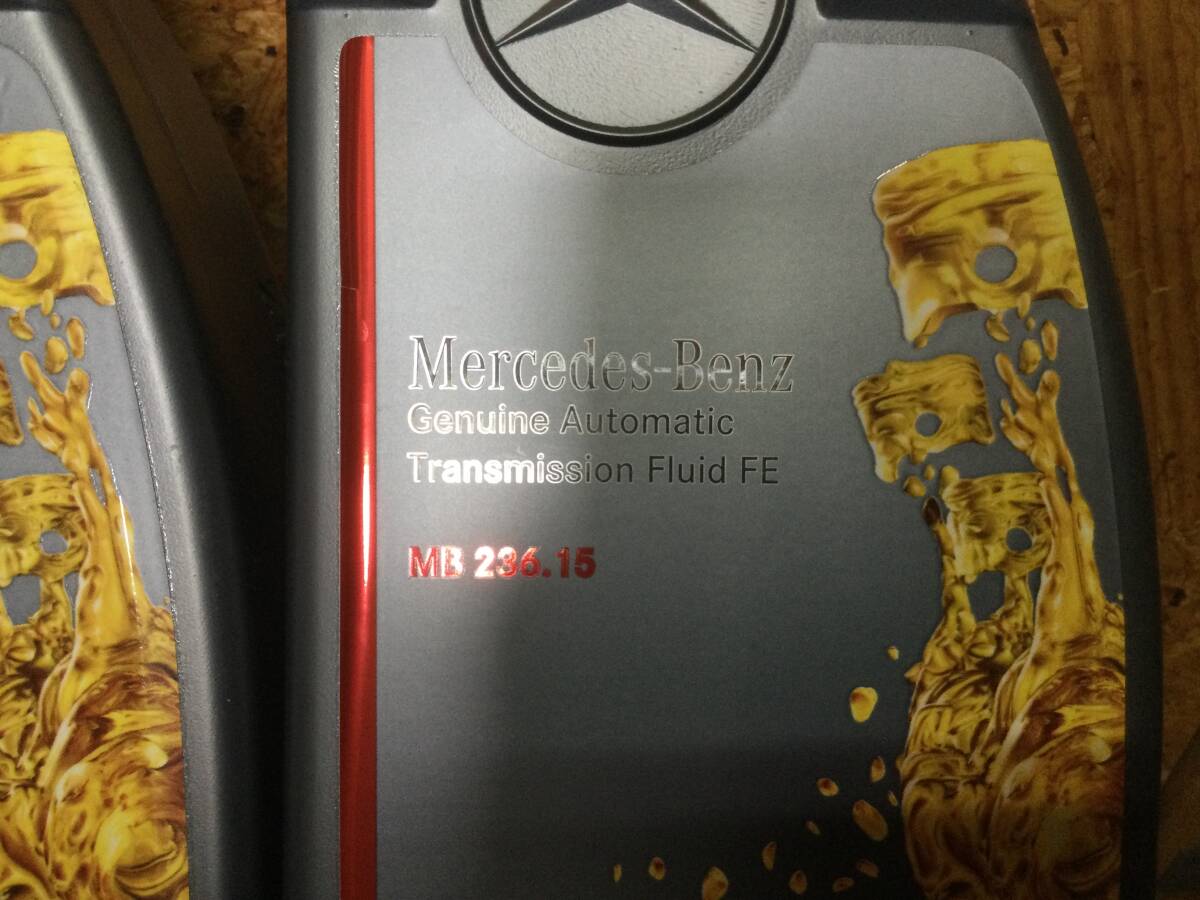 Mercedes-Benz
Genuine Automatic
Transmission Fluid FE
MB 236.15